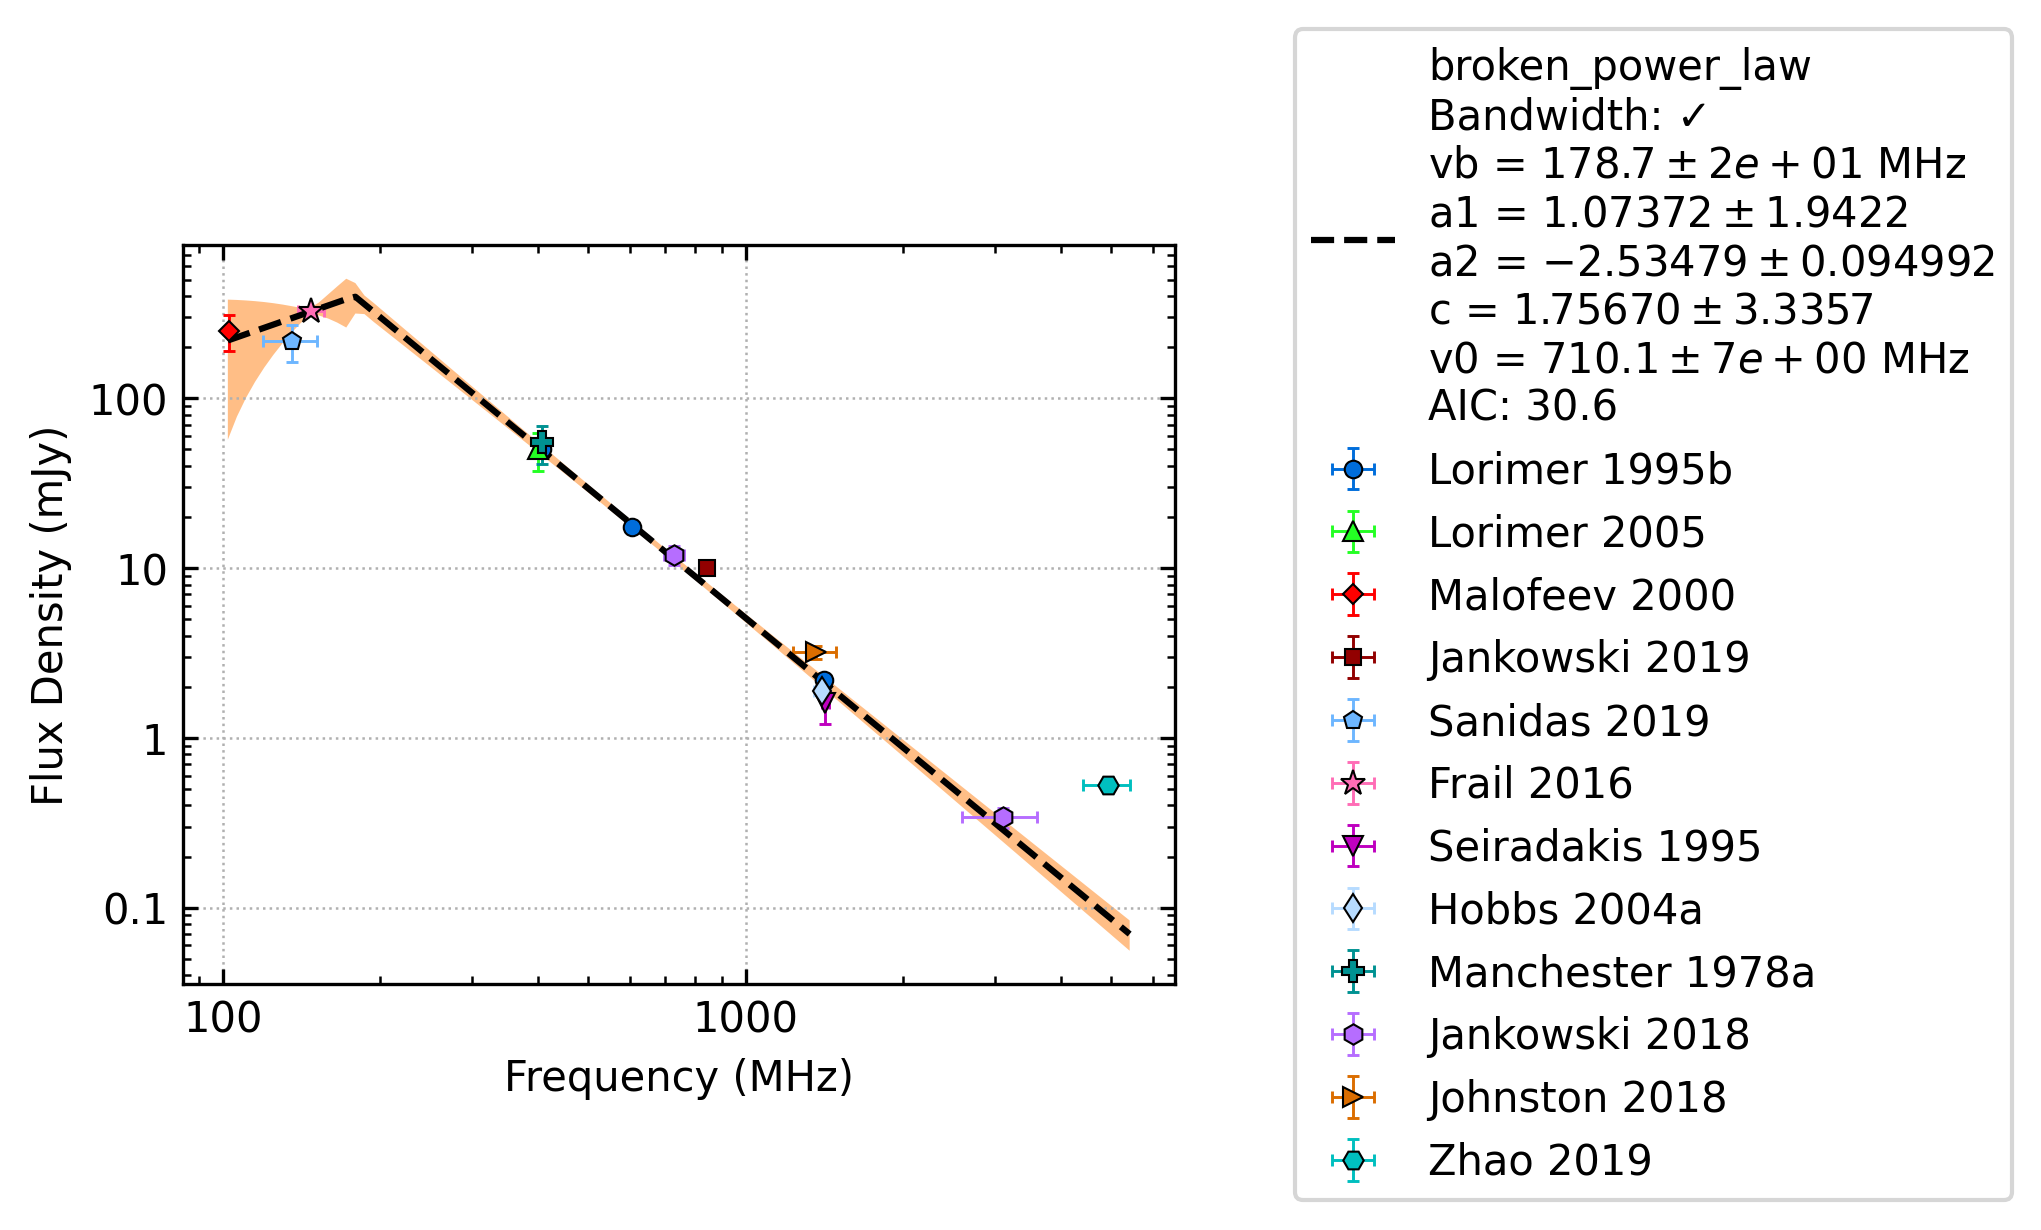 broken_power_law
Bandwidth: ✓
vb = 178.7 ± 2e + 01 MHz
a1 = 1.07372 ± 1.9422
a2 = −2.53479 ± 0.094992
c = 1.75670 ± 3.3357
v0 = 710.1 ± 7e + 00 MHz
AIC: 30.6
Lorimer 1995b
Lorimer 2005
Malofeev 2000
Jankowski 2019
Sanidas 2019
Frail 2016
Seiradakis 1995
Hobbs 2004a
Manchester 1978a
Jankowski 2018
Johnston 2018
Zhao 2019
Flux Density (mJy)
100
10
1
0.1
100 1000
Frequency (MHz)